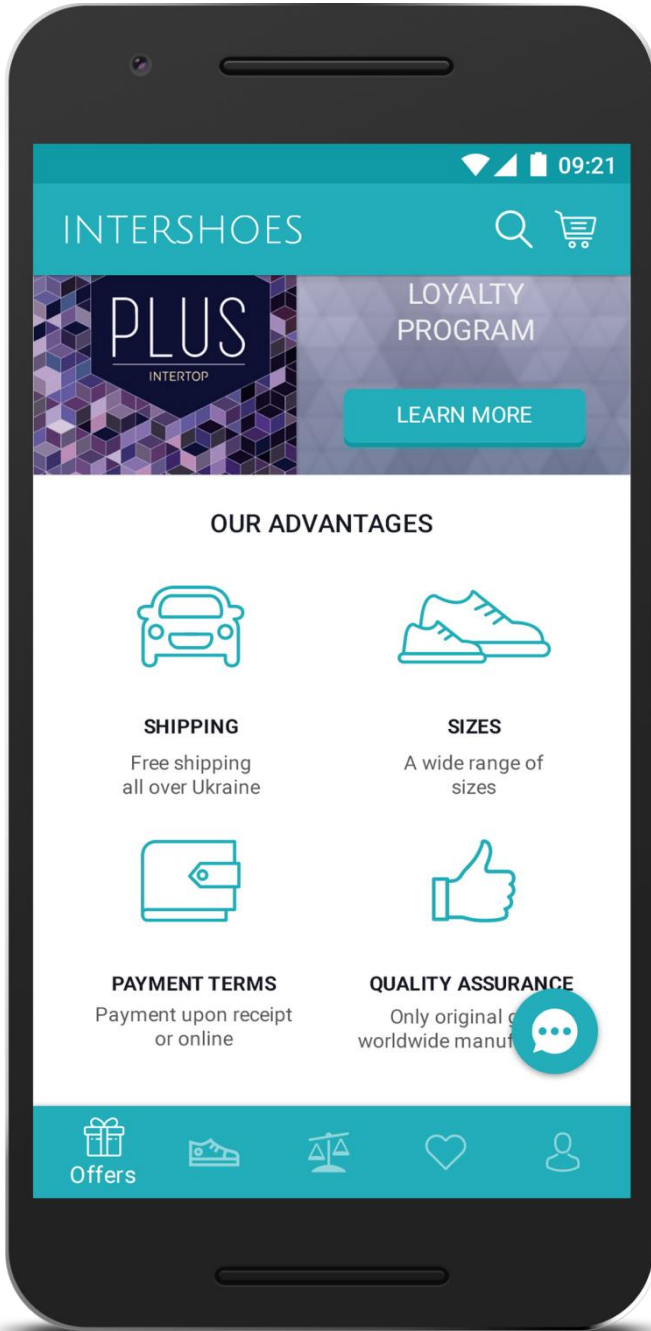 09:21
INTERSHOES
PLUS
INTERTOP
LOYALTY
PROGRAM
LEARN MORE
OUR ADVANTAGES
SHIPPING
Free shipping
all over Ukraine
SIZES
A wide range of
sizes
PAYMENT TERMS
Payment upon receipt
or online
QUALITY ASSURANCE
Only original
worldwide
Offers